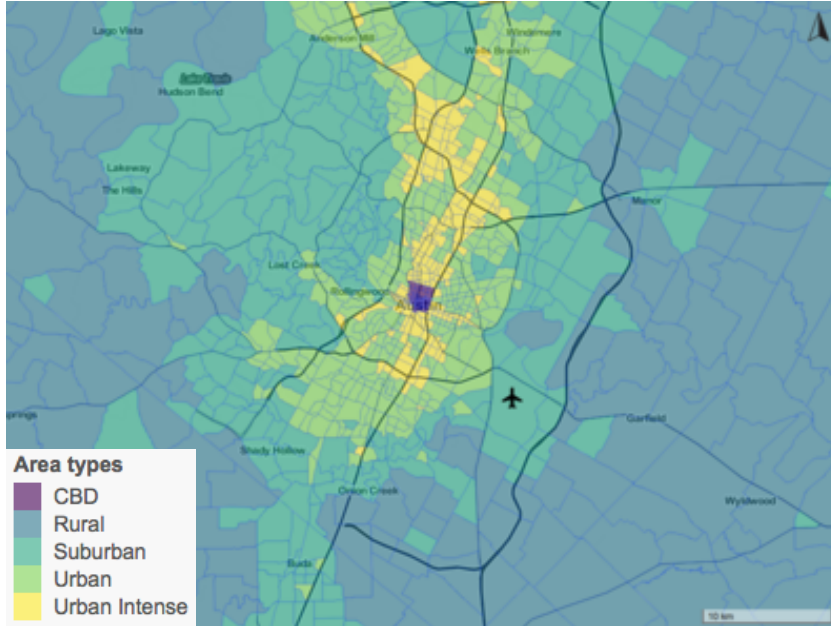 Lago Vista
Anderson Mill
Windermere
Wells Branch
Lake Travis
Hudson Bend
Lakeway
The Hills
Manor
Lost Creek
Rollingwood
Austin
Garfield
Shady Hollow
Onion Creek
Wyldwood
Buda
10 km
Area types
CBD
Rural
Suburban
Urban
Urban Intense